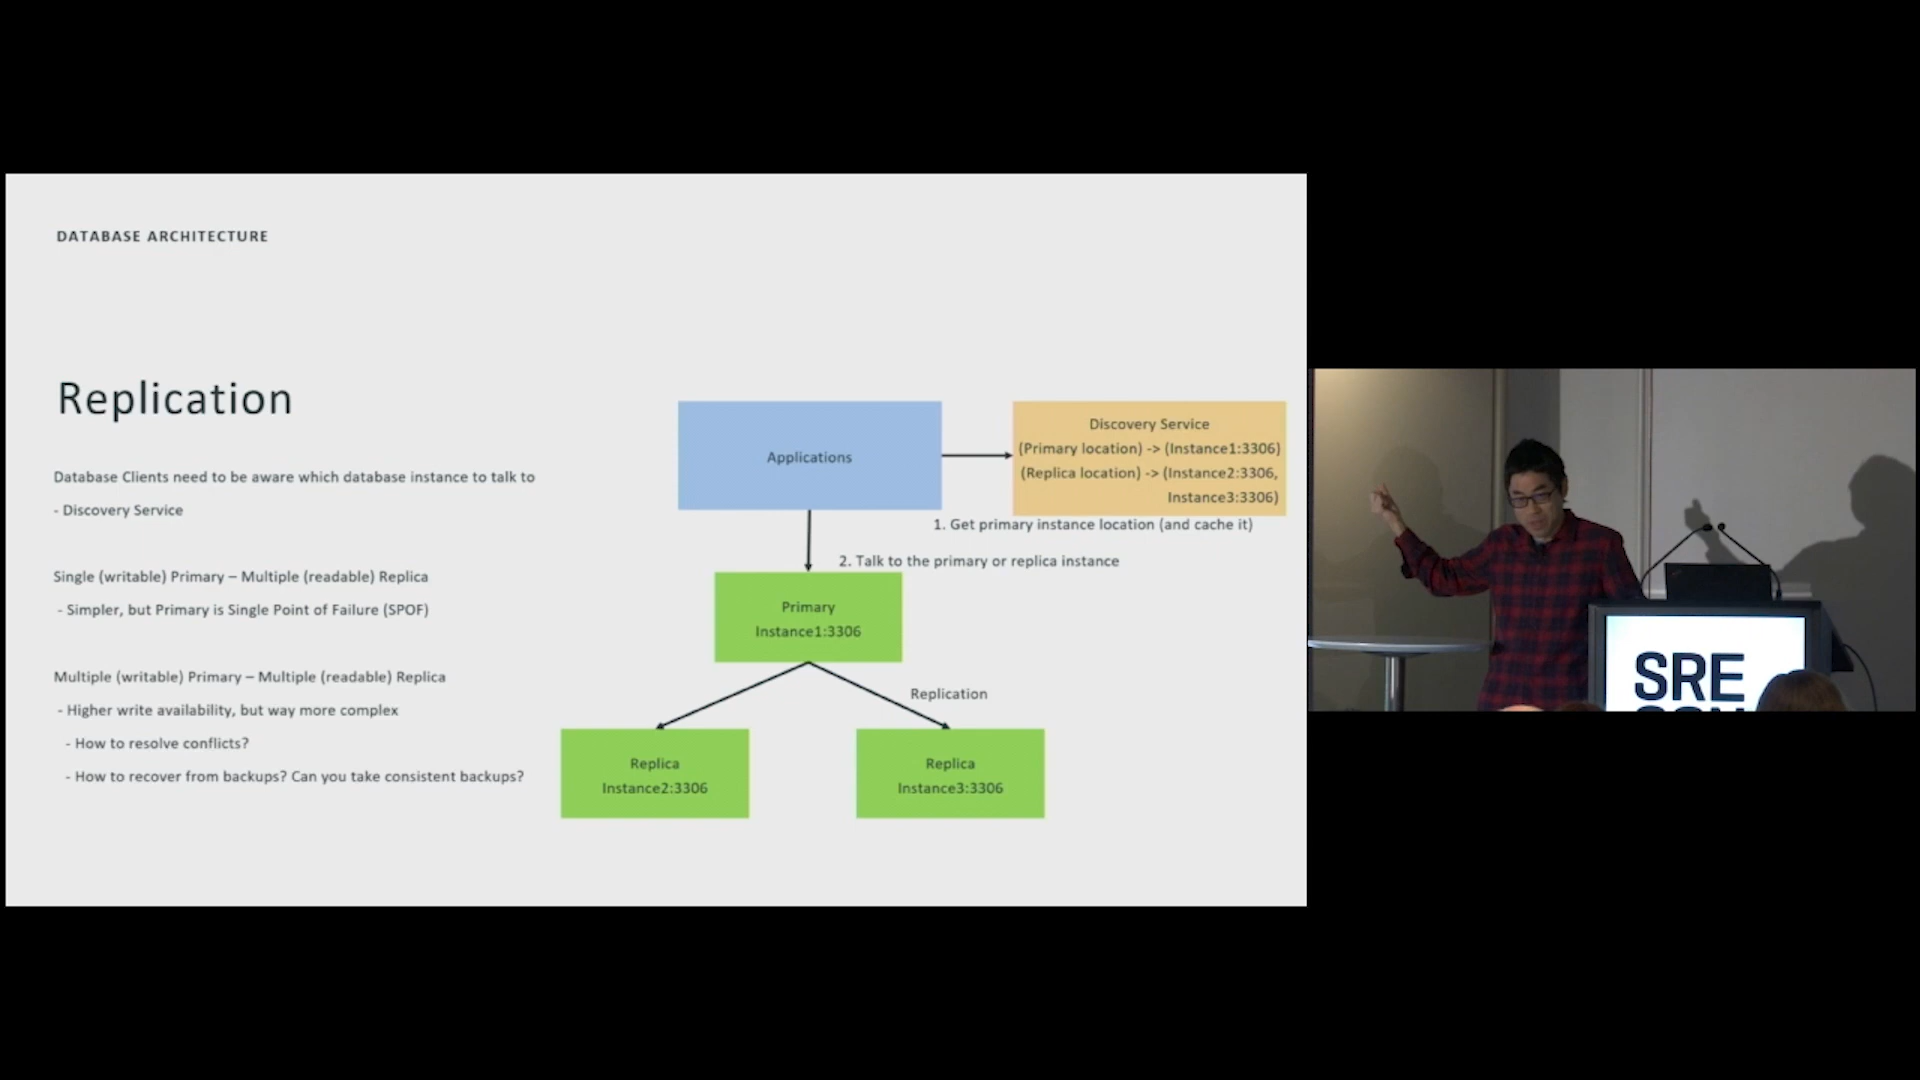 DATABASE ARCHITECTURE
Replication
Database Clients need to be aware which database instance to talk to
- Discovery Service
Single (writable) Primary – Multiple (readable) Replica
- Simpler, but Primary is Single Point of Failure (SPOF)
Multiple (writable) Primary – Multiple (readable) Replica
- Higher write availability, but way more complex
- How to resolve conflicts?
- How to recover from backups? Can you take consistent backups?
Applications
Discovery Service
(Primary location) -> (Instance1:3306)
(Replica location) -> (Instance2:3306,
Instance3:3306)
1. Get primary instance location (and cache it)
2. Talk to the primary or replica instance
Primary
Instance1:3306
Replication
Replica
Instance2:3306
Replica
Instance3:3306
SRE